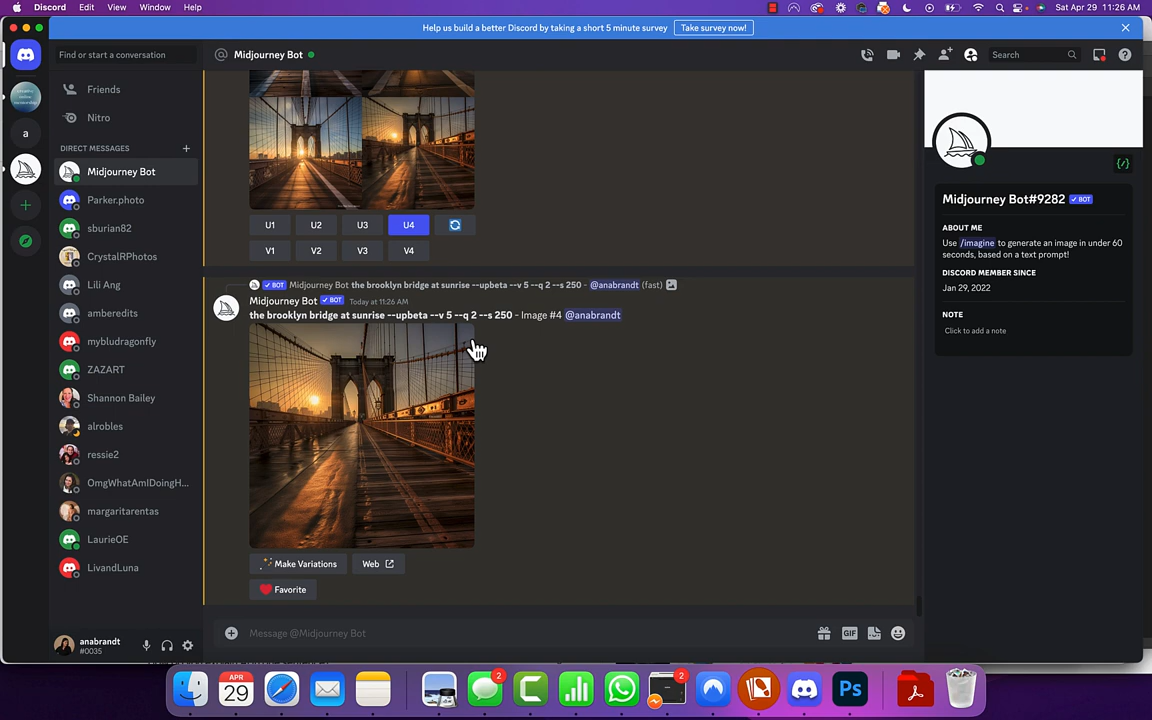 Discord Edit View Window Help Sat Apr 29 11:26 AM
Help us build a better Discord by taking a short 5 minute survey Take survey now!
Find or start a conversation
Midjourney Bot
Search
Friends
Nitro
DIRECT MESSAGES
Midjourney Bot
Parker.photo
sburian82
CrystalRPhotos
Lili Ang
amberedits
mybludragonfly
ZAZART
Shannon Bailey
alrobles
ressie2
OmgWhatAmIDoingH...
margaritarentas
LaurieOE
LivandLuna
anabrandt
#0035
a
U1 U2 U3 U4
V1 V2 V3 V4
BOT Midjourney Bot the brooklyn bridge at sunrise --upbeta --v 5 --q 2 --s 250 - @anabrandt (fast)
Midjourney Bot BOT Today at 11:26 AM
the brooklyn bridge at sunrise --upbeta --v 5 --q 2 --s 250 - Image #4 @anabrandt
Make Variations Web
Favorite
Message @Midjourney Bot
GIF
Midjourney Bot#9282 BOT
ABOUT ME
Use /imagine to generate an image in under 60
seconds, based on a text prompt!
DISCORD MEMBER SINCE
Jan 29, 2022
NOTE
Click to add a note
APR
29
2
2
Ps